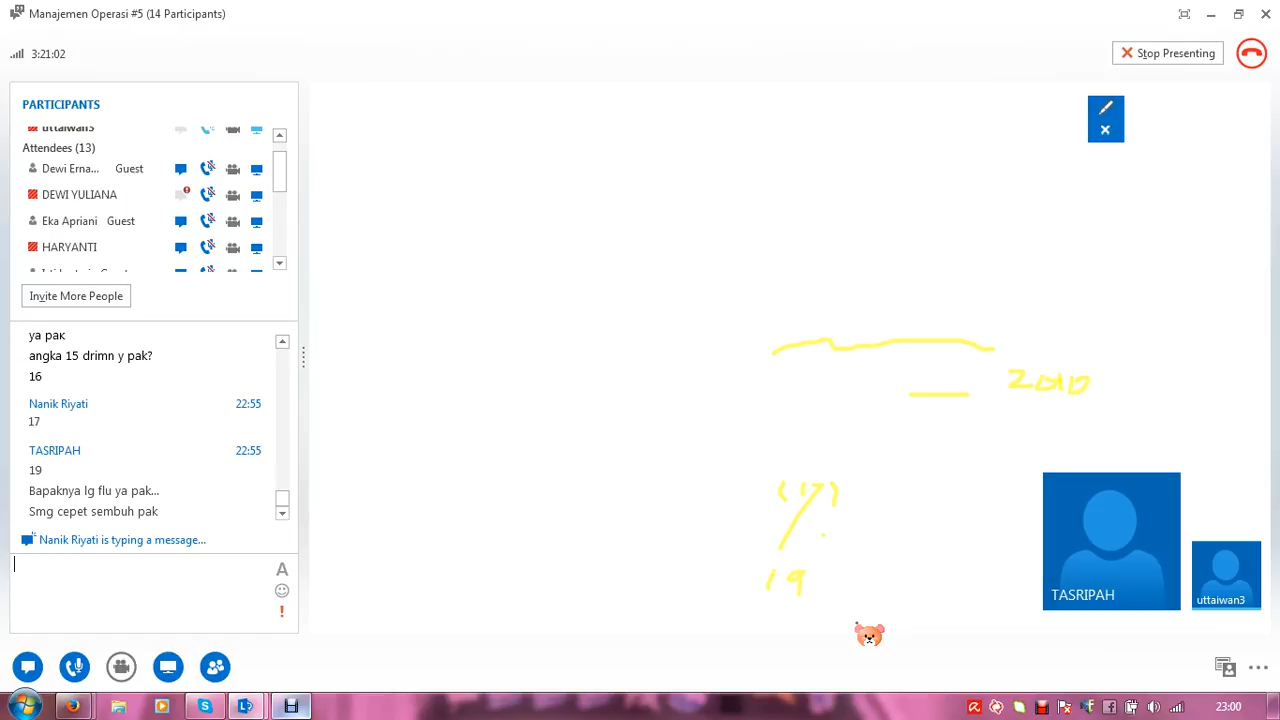 Manajemen Operasi #5 (14 Participants)
3:21:02
Stop Presenting
PARTICIPANTS
uttaiwan3
Attendees (13)
Dewi Erna... Guest
DEWI YULIANA
Eka Apriani Guest
HARYANTI
Invite More People
ya pak
angka 15 drimn y pak?
16
Nanik Riyati 22:55
17
TASRIPAH 22:55
19
Bapaknya lg flu ya pak...
Smg cepet sembuh pak
Nanik Riyati is typing a message...
A
2010
(17)
19
TASRIPAH
uttaiwan3
23:00